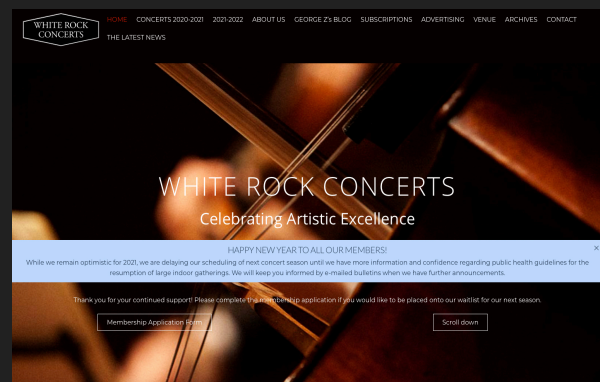 WHITE ROCK
CONCERTS
HOME CONCERTS 2020-2021 2021-2022 ABOUT US GEORGE Z'S BLOG SUBSCRIPTIONS ADVERTISING VENUE ARCHIVES CONTACT
THE LATEST NEWS
WHITE ROCK CONCERTS
Celebrating Artistic Excellence
HAPPY NEW YEAR TO ALL OUR MEMBERS!
While we remain optimistic for 2021, we are delaying our scheduling of next concert season until we have more information and confidence regarding public health guidelines for the
resumption of large indoor gatherings. We will keep you informed by e-mailed bulletins when we have further announcements.
Thank you for your continued support! Please complete the membership application if you would like to be placed onto our waitlist for our next season.
Membership Application Form Scroll down